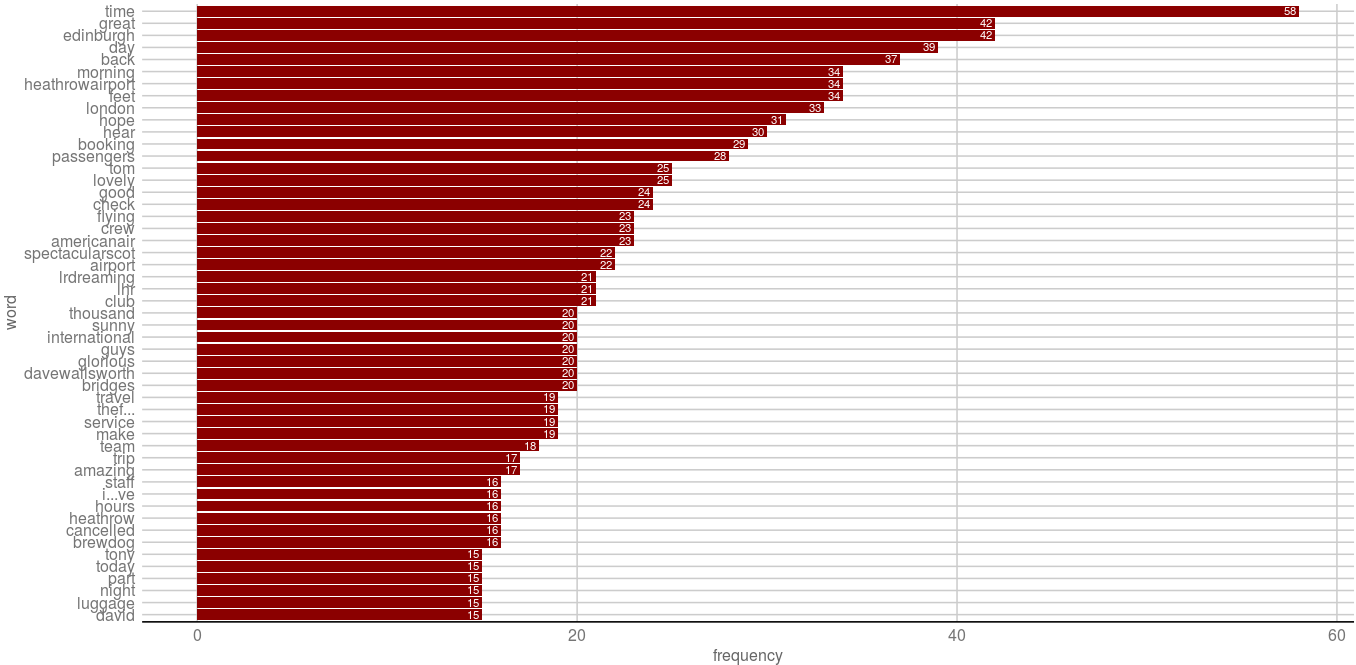 time 58
great 42
edinburgh 42
day 39
back 37
morning 34
heathrowairport 34
feet 34
london 33
hope 31
hear 30
booking 29
passengers 28
tom 25
lovely 25
good 24
check 24
flying 23
crew 23
americanair 23
spectacularscot 22
airport 22
lrdreaming 21
lhr 21
club 21
thousand 20
sunny 20
international 20
guys 20
glorious 20
davewallsworth 20
bridges 20
travel 19
thef... 19
service 19
make 19
team 18
trip 17
amazing 17
staff 16
i...ve 16
hours 16
heathrow 16
cancelled 16
brewdog 16
tony 15
today 15
part 15
night 15
luggage 15
david 15
word
0 20 40 60
frequency